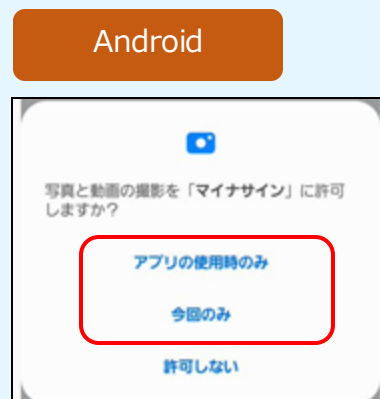 Android
写真と動画の撮影を「マイナサイン」に許可
しますか？
アプリの使用時のみ
今回のみ
許可しない